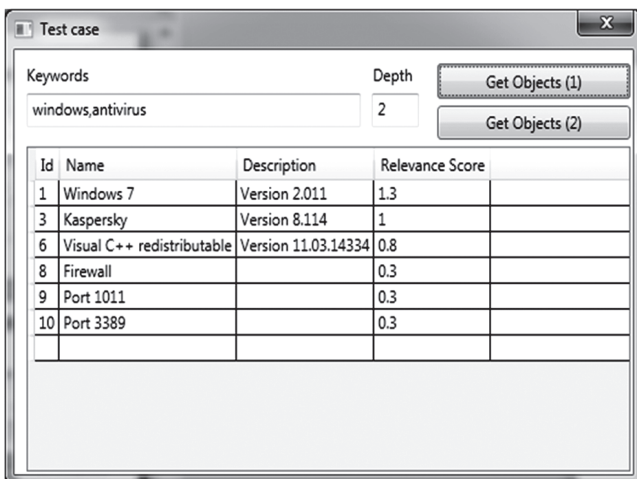 Test case
X
Keywords Depth
Get Objects (1)
windows,antivirus 2
Get Objects (2)
Id Name Description Relevance Score
1 Windows 7 Version 2.011 1.3
3 Kaspersky Version 8.114 1
6 Visual C++ redistributable Version 11.03.14334 0.8
8 Firewall 0.3
9 Port 1011 0.3
10 Port 3389 0.3